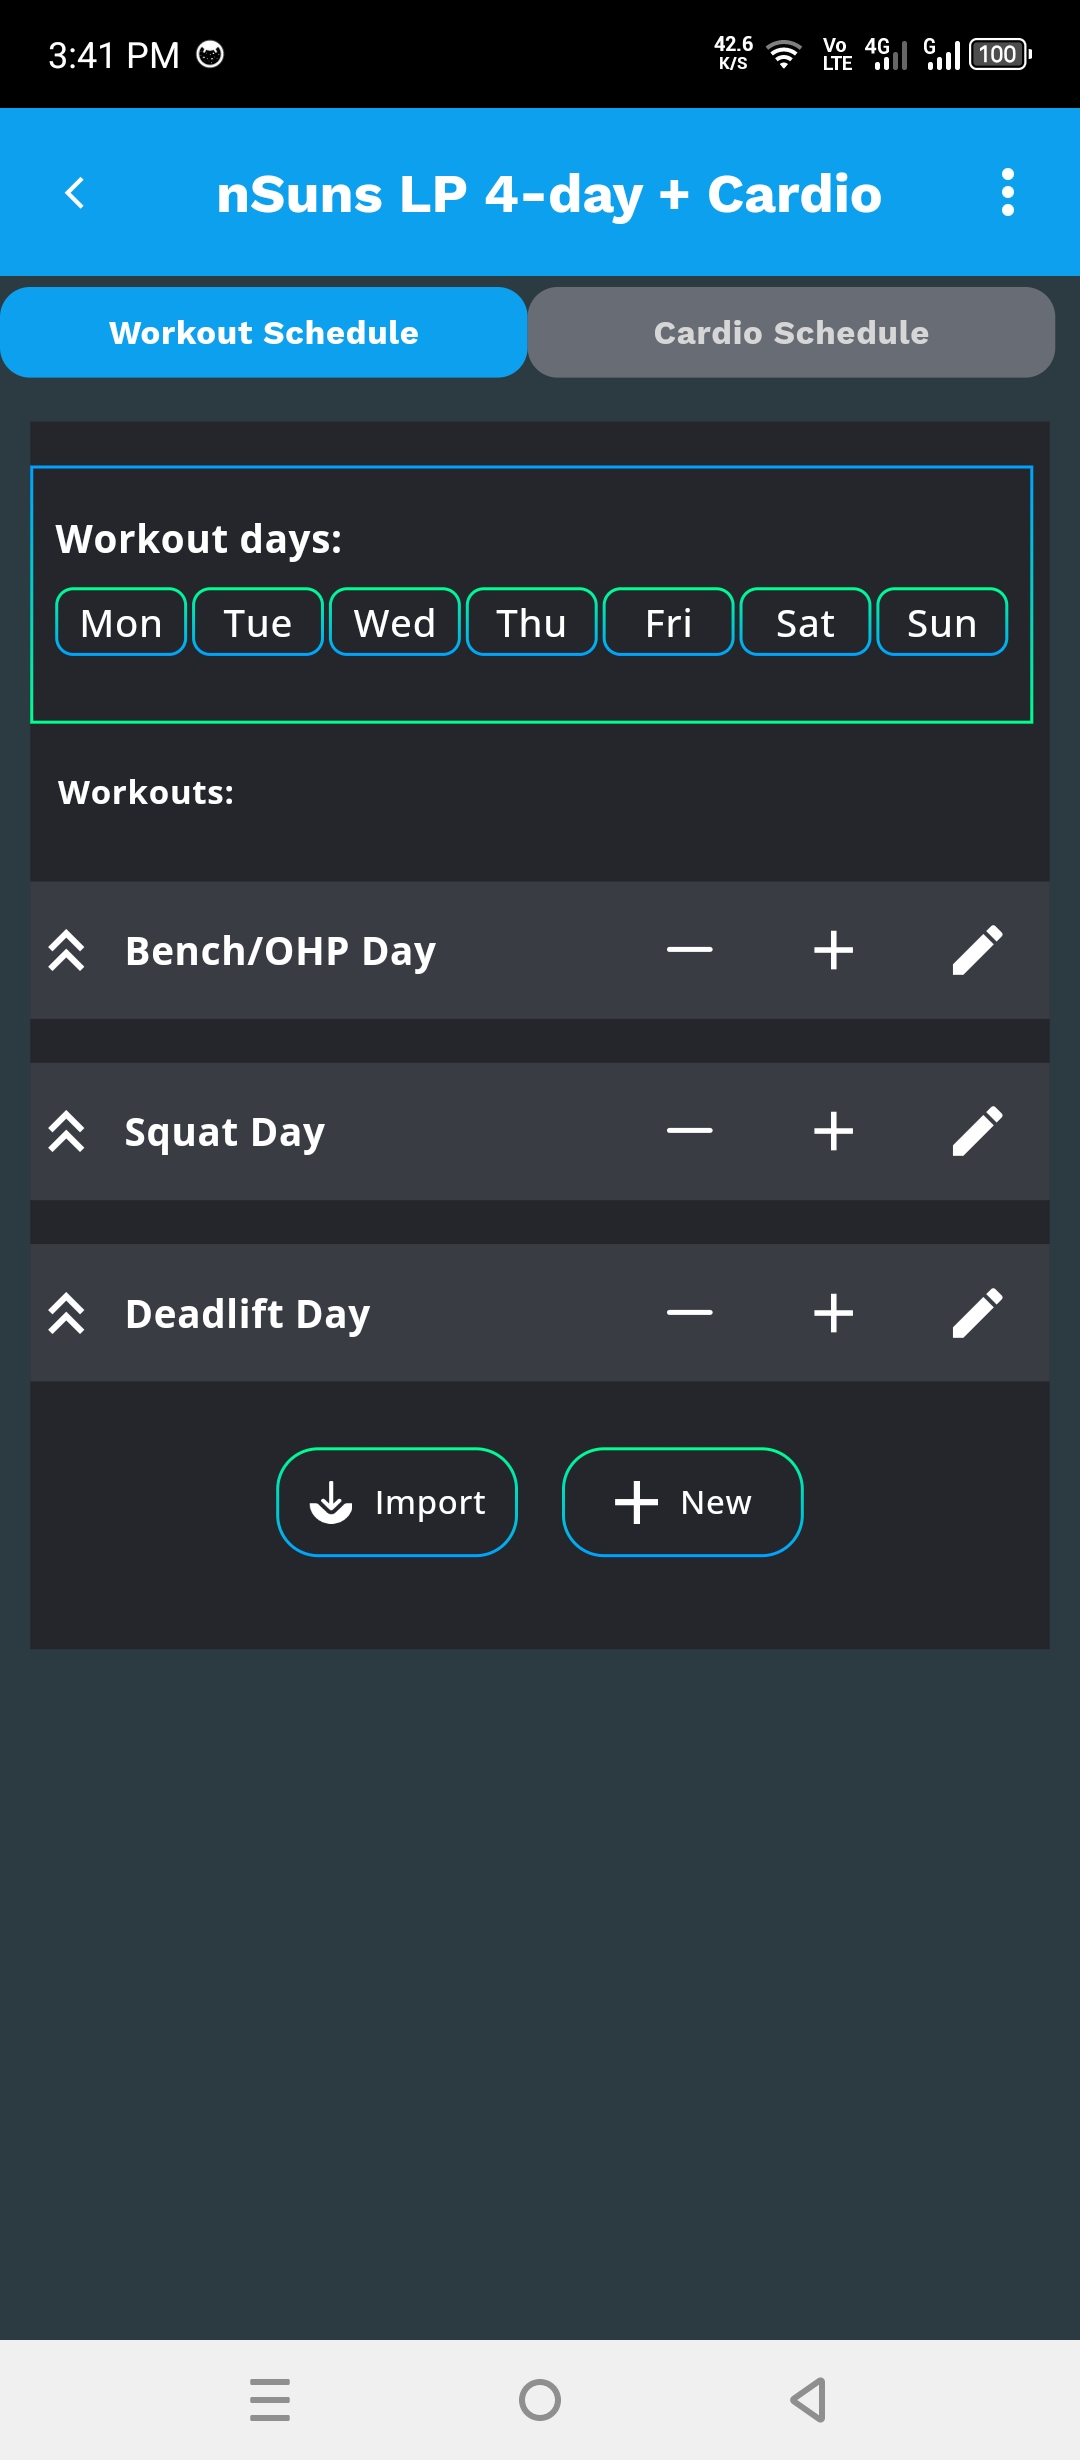 3:41 PM 42.6 K/S Vo LTE 4G G 100
nSuns LP 4-day + Cardio
Workout Schedule Cardio Schedule
Workout days:
Mon Tue Wed Thu Fri Sat Sun
Workouts:
Bench/OHP Day
Squat Day
Deadlift Day
Import New